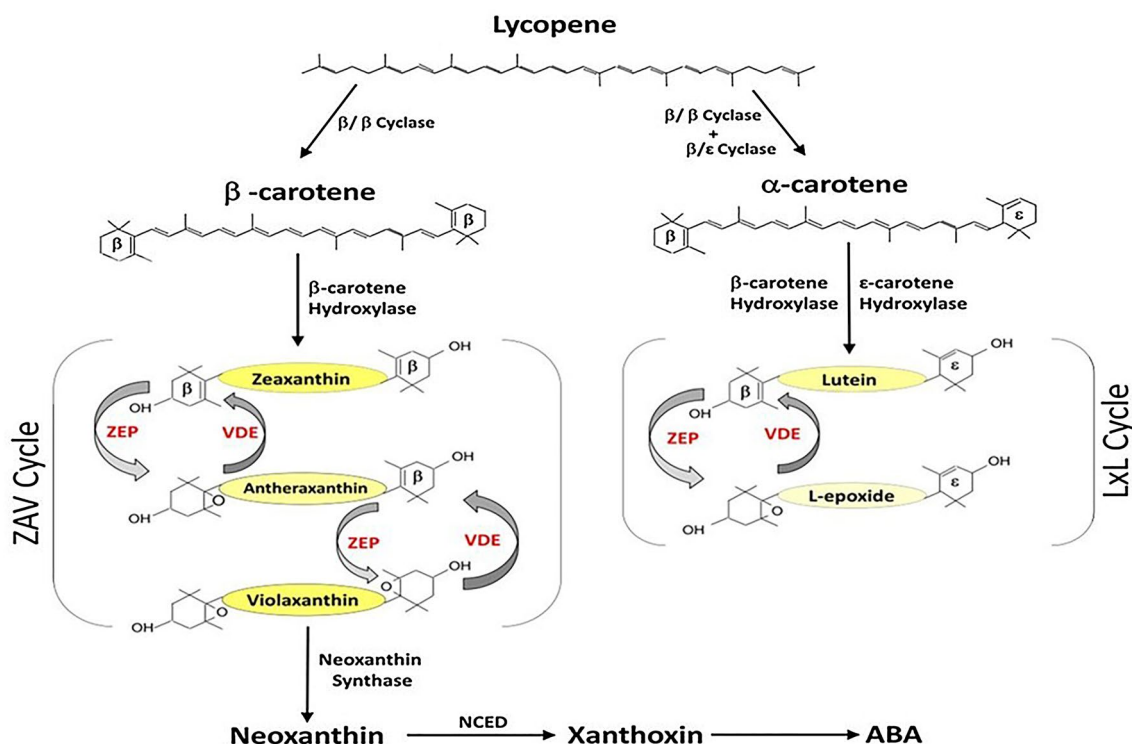 Lycopene
β/ β Cyclase
β/ β Cyclase
+
β/ε Cyclase
β -carotene
α-carotene
β
β
β
ε
β-carotene
Hydroxylase
β-carotene
Hydroxylase
ε-carotene
Hydroxylase
ZAV Cycle
OH
β
Zeaxanthin
β
OH
ZEP
VDE
β
Antheraxanthin
O
OH
OH
ZEP
VDE
OH
O
Violaxanthin
O
OH
LxL Cycle
OH
ε
Lutein
β
OH
ZEP
VDE
OH
ε
L-epoxide
O
OH
Neoxanthin
Synthase
Neoxanthin
NCED
Xanthoxin
ABA